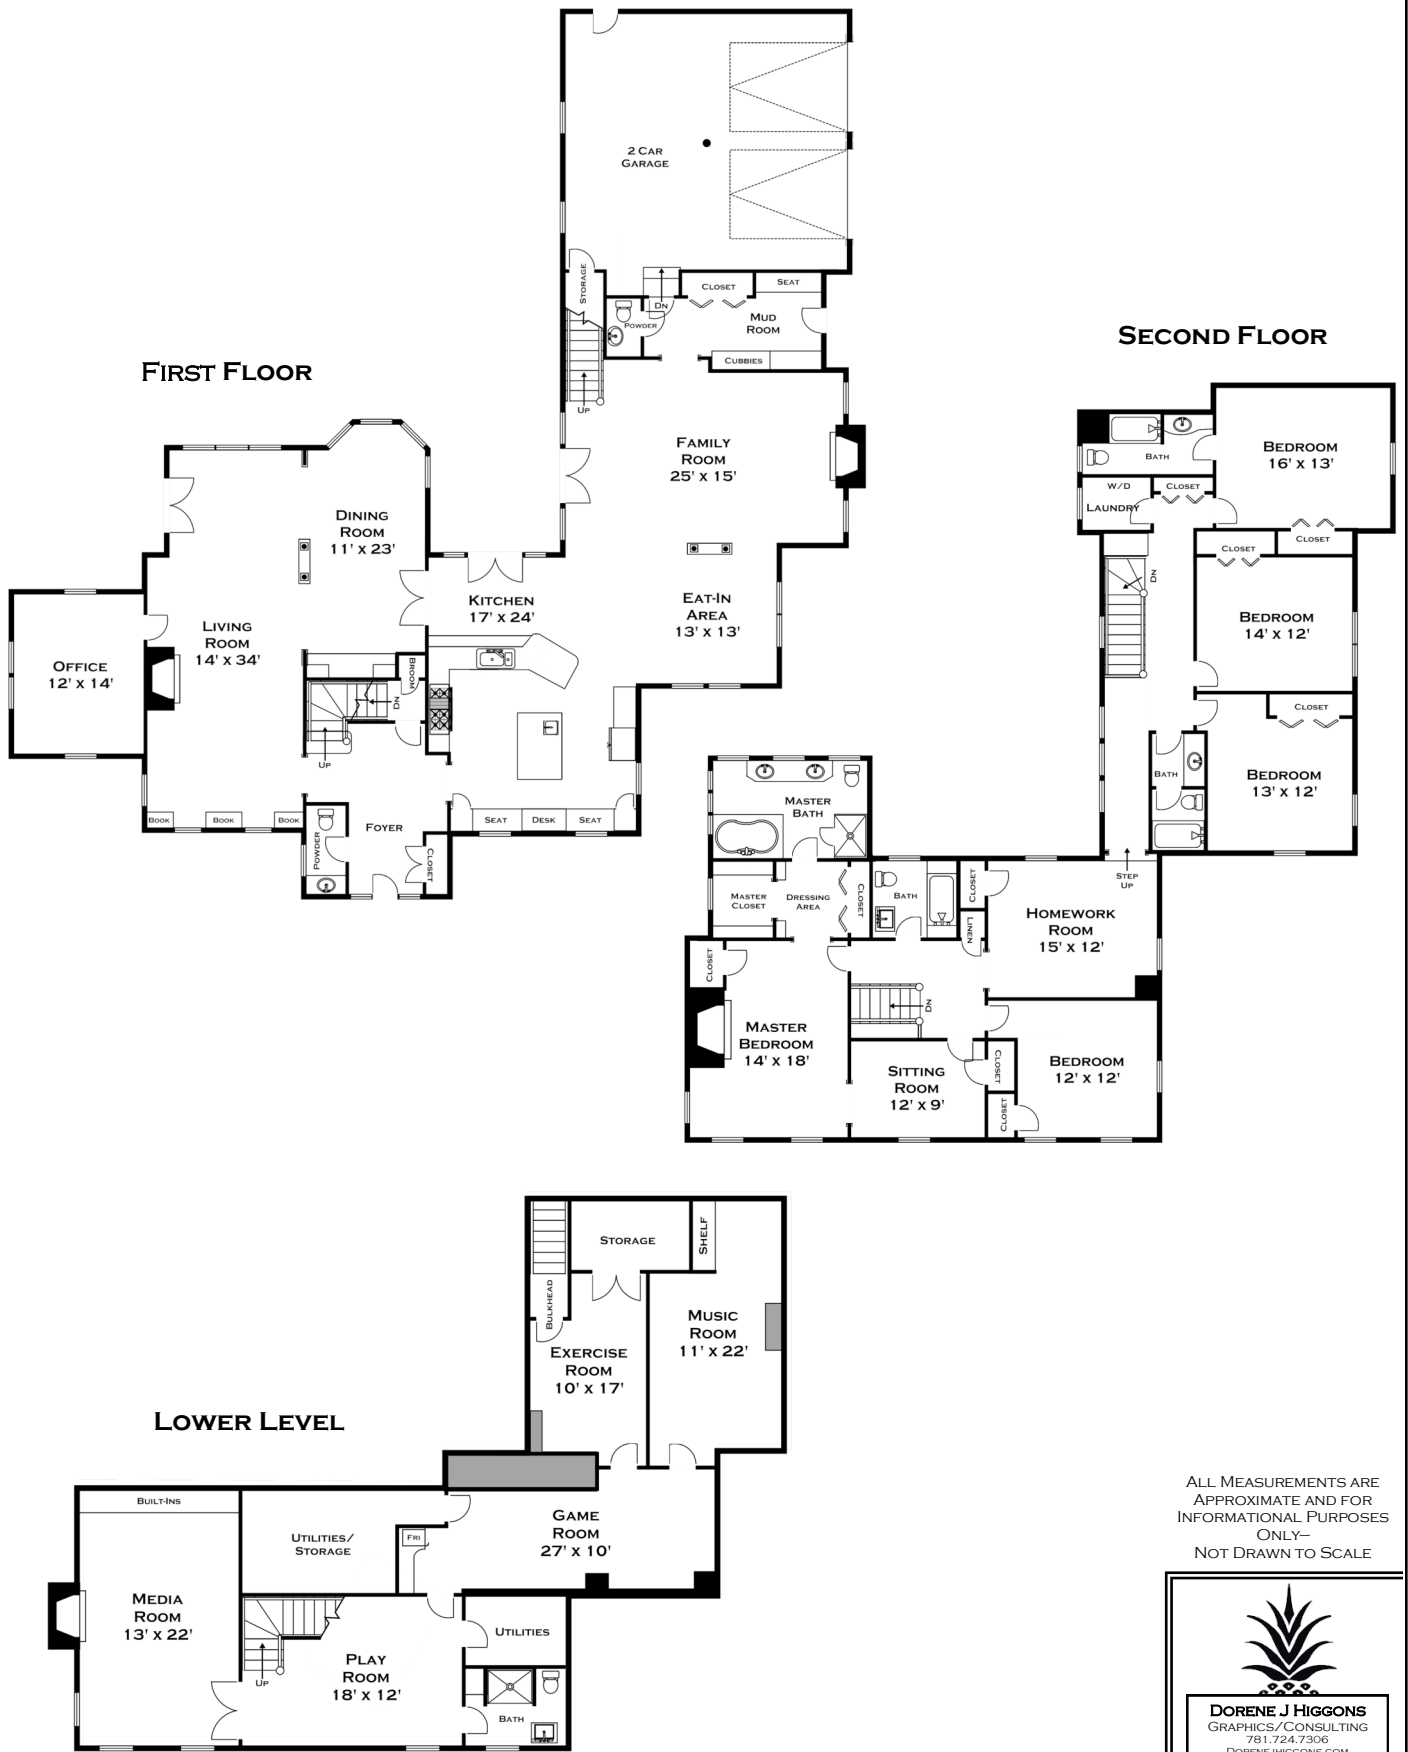 FIRST FLOOR
2 CAR
GARAGE
STORAGE
DN
CLOSET
SEAT
POWDER
MUD
ROOM
CUBBIES
UP
FAMILY
ROOM
25' x 15'
DINING
ROOM
11' x 23'
KITCHEN
17' x 24'
EAT-IN
AREA
13' x 13'
LIVING
ROOM
14' x 34'
OFFICE
12' x 14'
BROOM
DN
UP
BOOK
BOOK
BOOK
POWDER
FOYER
CLOSET
SEAT
DESK
SEAT
SECOND FLOOR
BATH
BEDROOM
16' x 13'
W/D
LAUNDRY
CLOSET
CLOSET
CLOSET
DN
BEDROOM
14' x 12'
CLOSET
BATH
BEDROOM
13' x 12'
STEP
UP
MASTER
BATH
MASTER
CLOSET
DRESSING
AREA
CLOSET
BATH
CLOSET
LINEN
HOMEWORK
ROOM
15' x 12'
CLOSET
DN
MASTER
BEDROOM
14' x 18'
SITTING
ROOM
12' x 9'
CLOSET
CLOSET
BEDROOM
12' x 12'
LOWER LEVEL
STORAGE
SHELF
BULKHEAD
MUSIC
ROOM
11' x 22'
EXERCISE
ROOM
10' x 17'
BUILT-INS
UTILITIES/
STORAGE
FRI
GAME
ROOM
27' x 10'
MEDIA
ROOM
13' x 22'
UP
PLAY
ROOM
18' x 12'
UTILITIES
BATH
ALL MEASUREMENTS ARE
APPROXIMATE AND FOR
INFORMATIONAL PURPOSES
ONLY–
NOT DRAWN TO SCALE
DORENE J HIGGONS
GRAPHICS/CONSULTING
781.724.7306
DORENEJHIGGONS.COM